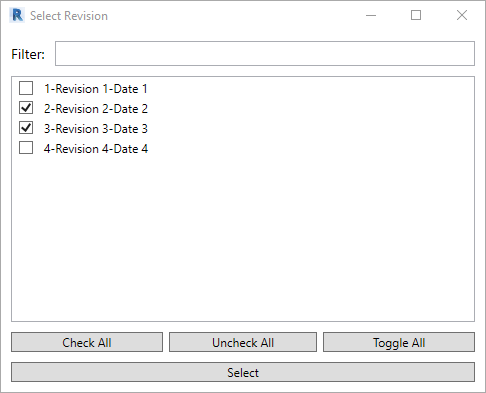 Select Revision
Filter:
1-Revision 1-Date 1
2-Revision 2-Date 2
3-Revision 3-Date 3
4-Revision 4-Date 4
Check All Uncheck All Toggle All
Select